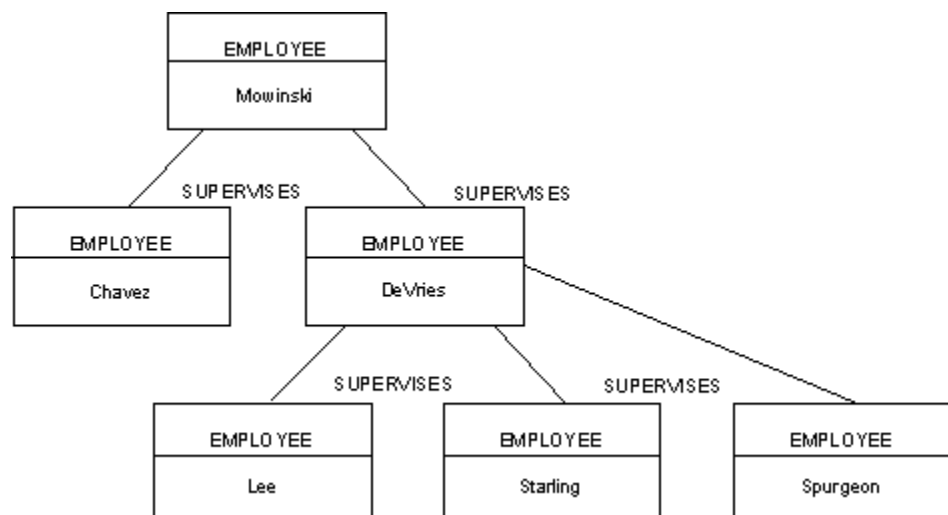 EMPLOYEE
Mowinski
SUPERVISES
SUPERVISES
EMPLOYEE
Chavez
EMPLOYEE
DeVries
SUPERVISES
SUPERVISES
EMPLOYEE
Lee
EMPLOYEE
Starling
EMPLOYEE
Spurgeon